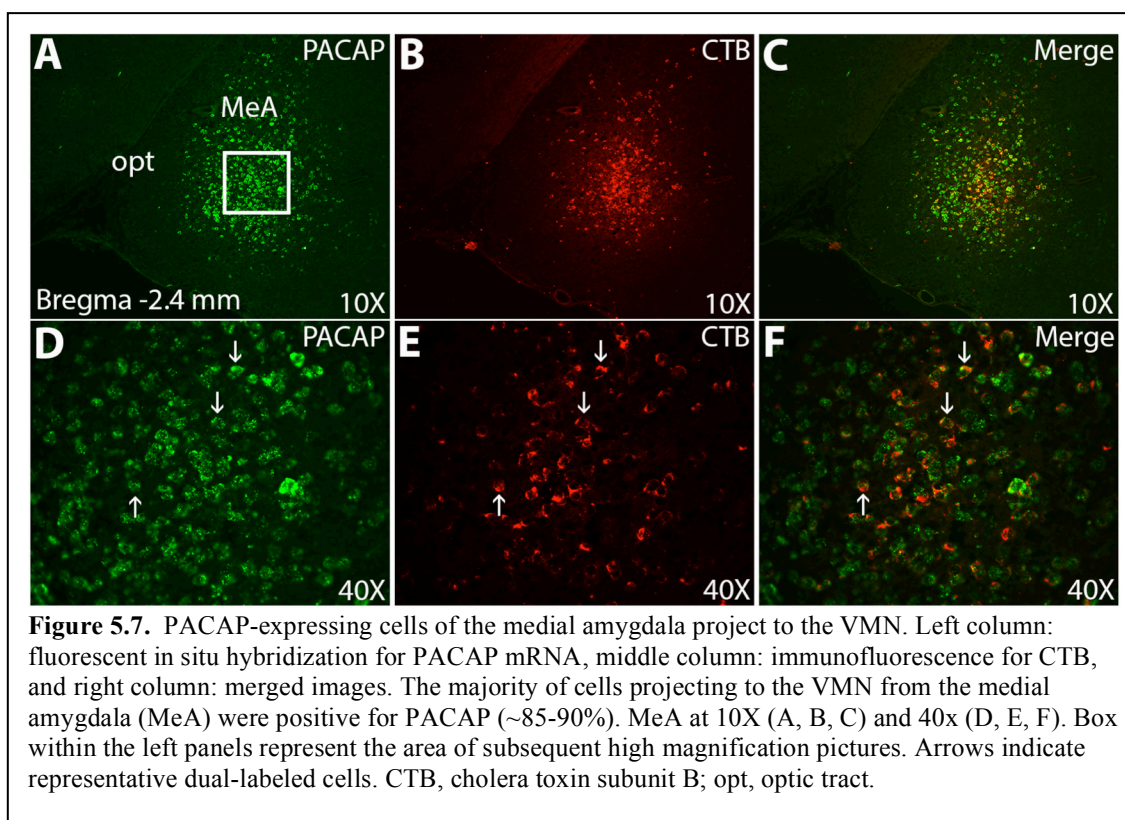 A PACAP
B CTB
C Merge
MeA
opt
Bregma -2.4 mm
10X
10X
10X
D PACAP
E CTB
F Merge
40X
40X
40X
Figure 5.7. PACAP-expressing cells of the medial amygdala project to the VMN. Left column:
fluorescent in situ hybridization for PACAP mRNA, middle column: immunofluorescence for CTB,
and right column: merged images. The majority of cells projecting to the VMN from the medial
amygdala (MeA) were positive for PACAP (~85-90%). MeA at 10X (A, B, C) and 40x (D, E, F). Box
within the left panels represent the area of subsequent high magnification pictures. Arrows indicate
representative dual-labeled cells. CTB, cholera toxin subunit B; opt, optic tract.